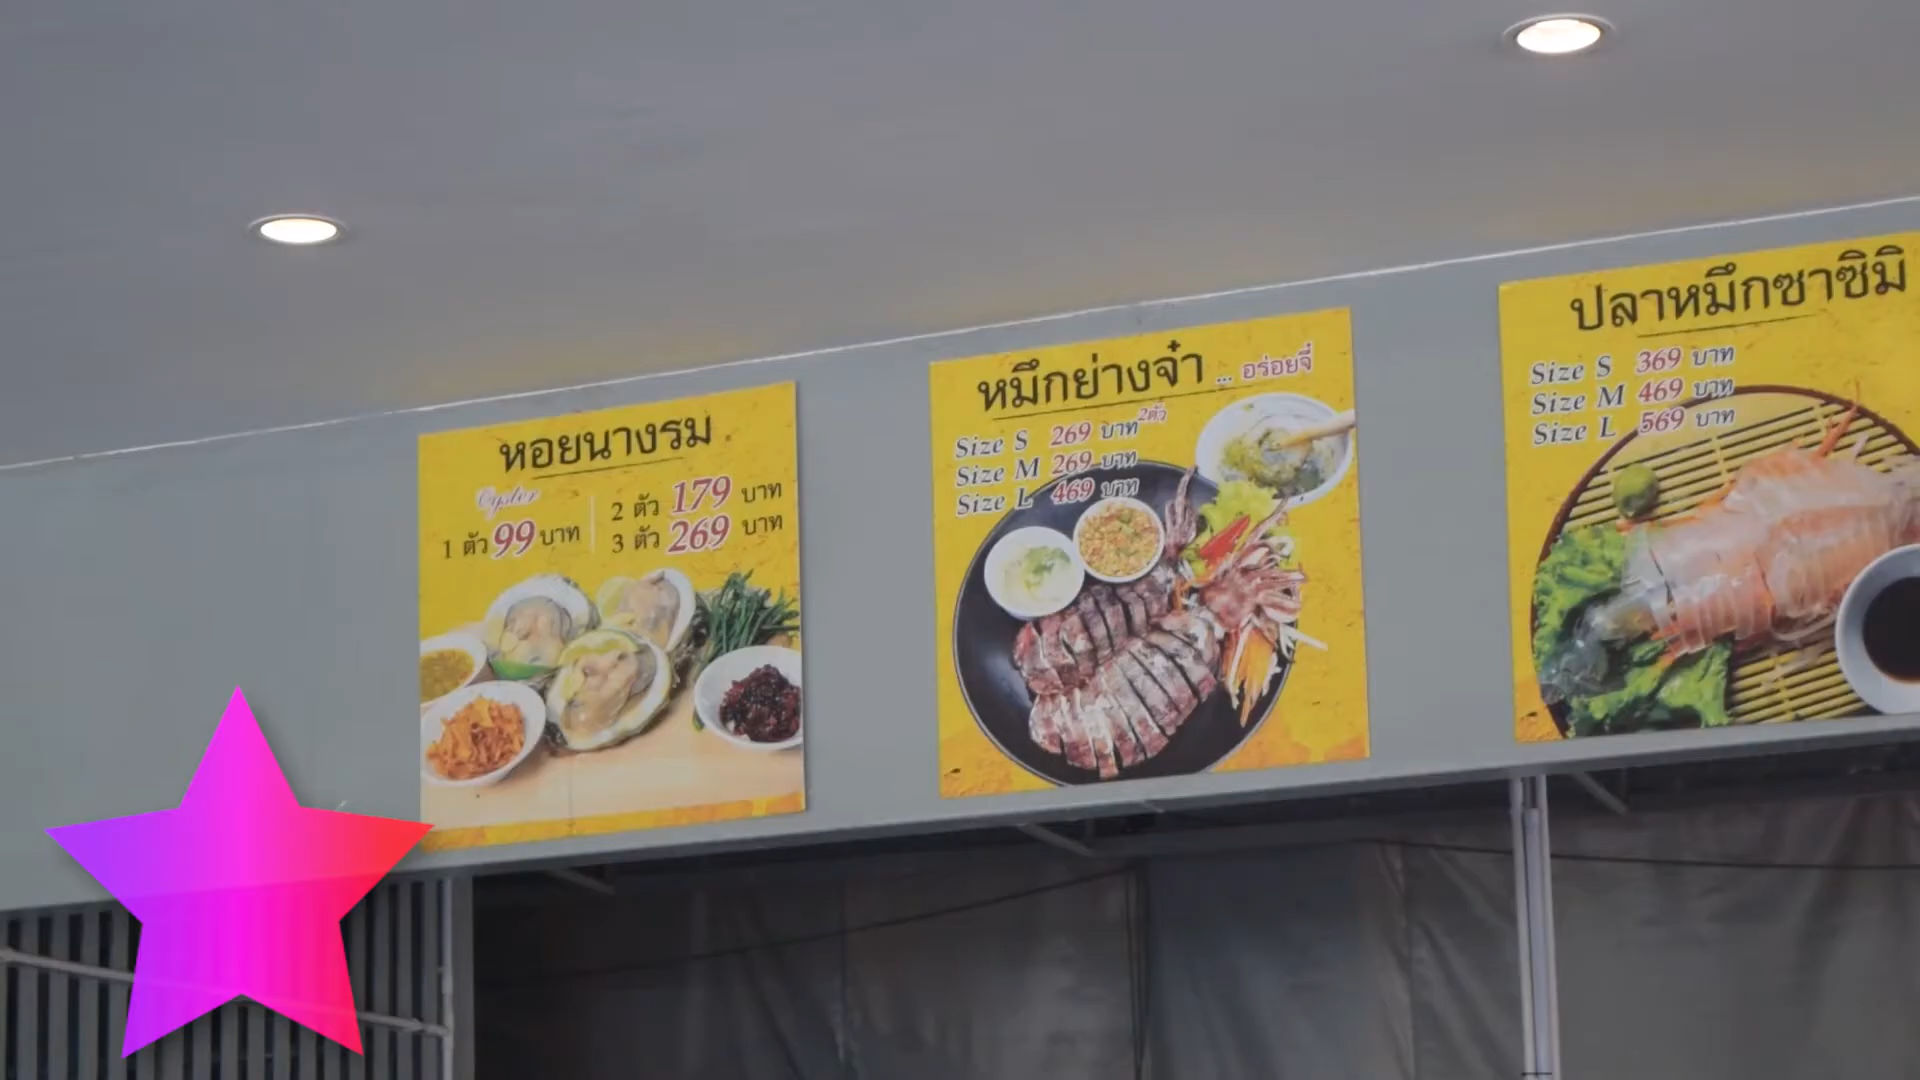 หอยนางรม
Oyster
1 ตัว 99 บาท
2 ตัว 179 บาท
3 ตัว 269 บาท
หมึกย่างจ๋ำ ... อร่อยจี๋
Size S 269 บาท 2ตัว
Size M 269 บาท
Size L 469 บาท
ปลาหมึกซาซิมิ
Size S 369 บาท
Size M 469 บาท
Size L 569 บาท